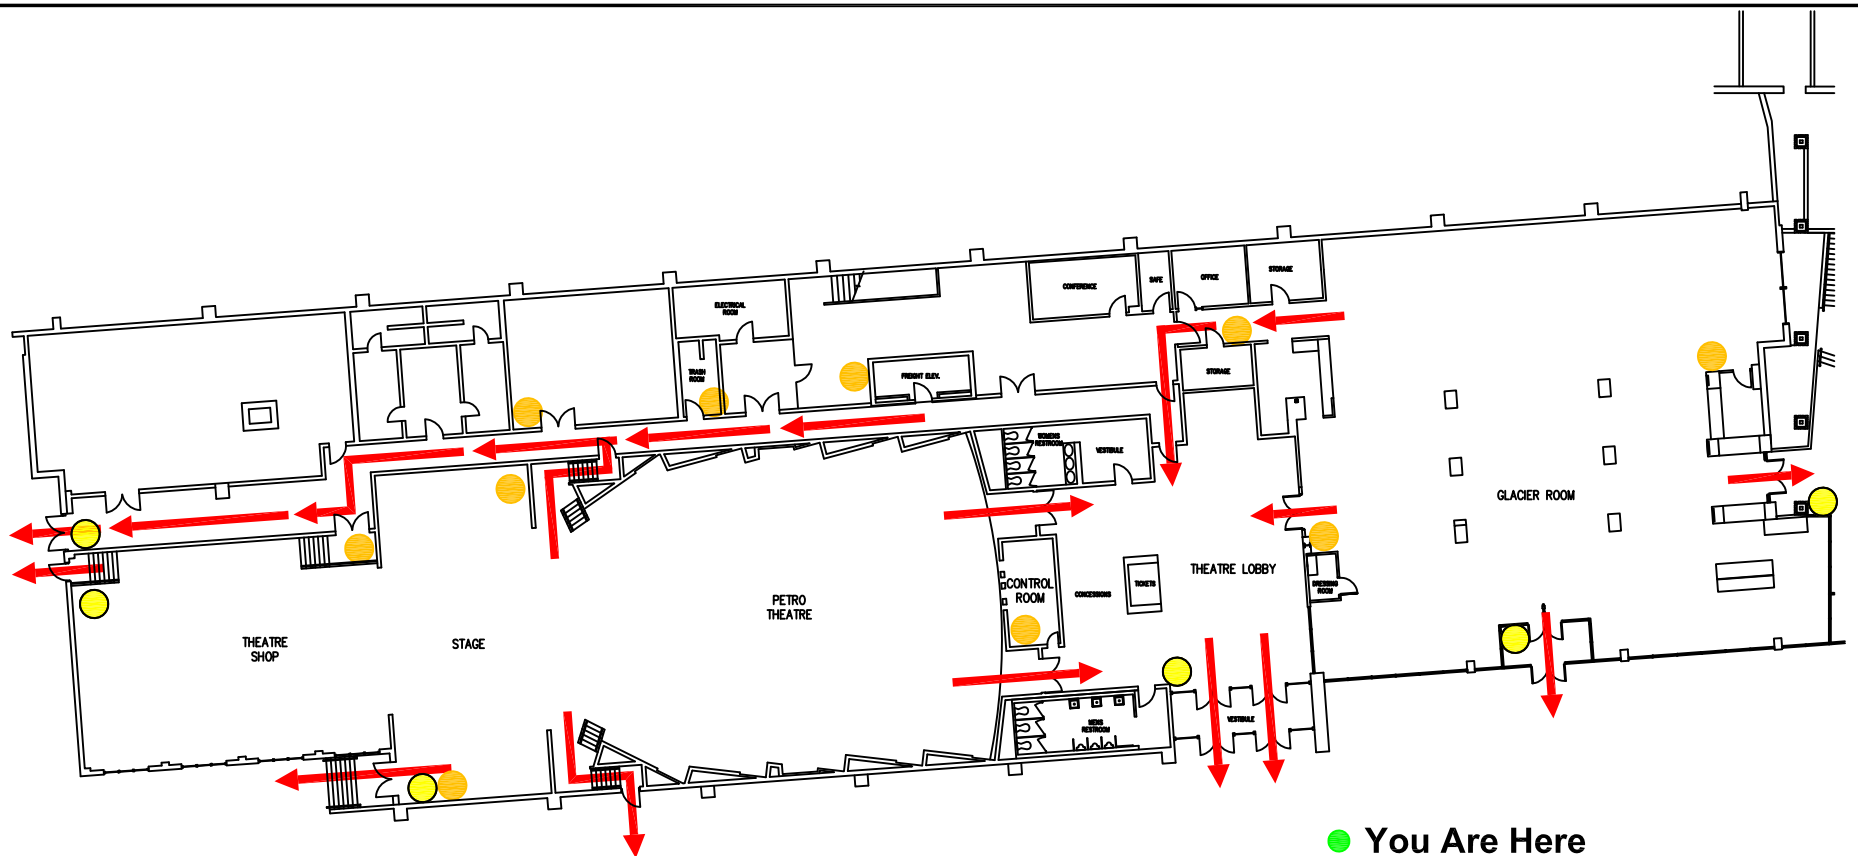 STORAGE
OFFICE
SAFE
CONFERENCE
ELECTRICAL
ROOM
TRASH
ROOM
FREIGHT ELEV.
STORAGE
WOMENS
RESTROOM
VESTIBULE
GLACIER ROOM
THEATRE LOBBY
CONTROL
ROOM
CONCESSIONS
TICKETS
DRESSING
ROOM
PETRO
THEATRE
STAGE
THEATRE
SHOP
MENS
RESTROOM
VESTIBULE
You Are Here